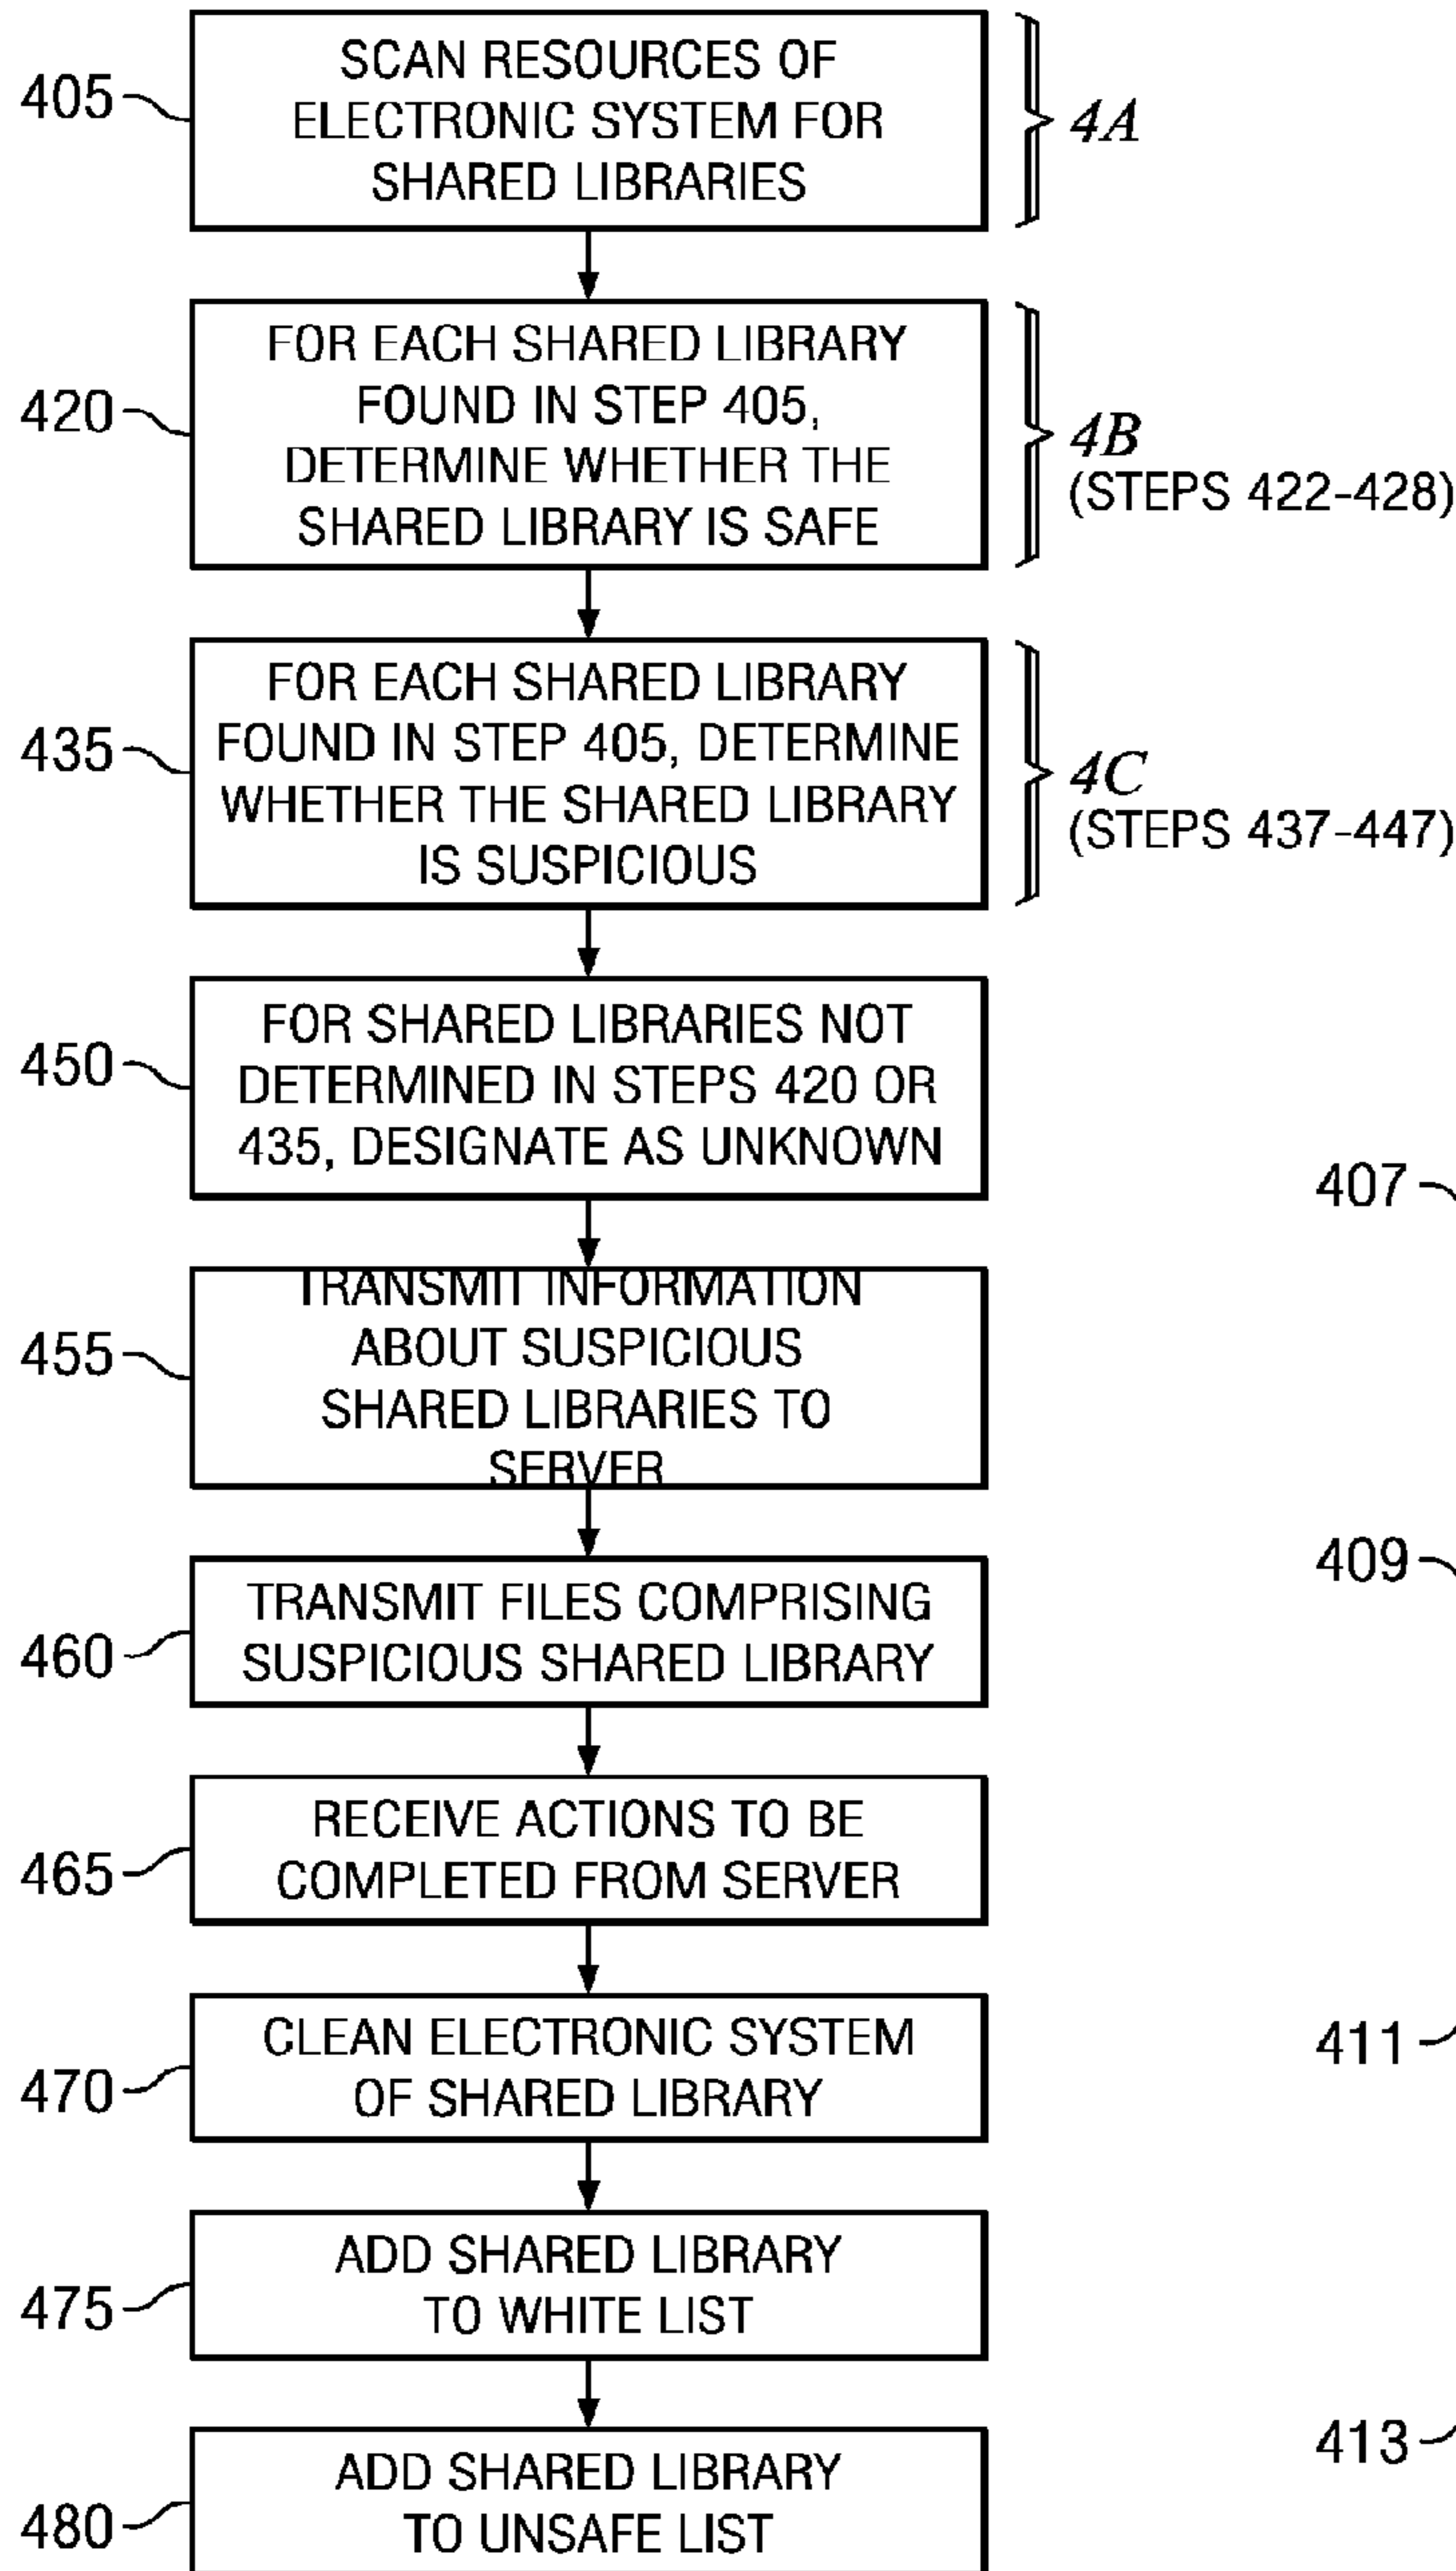 405
SCAN RESOURCES OF
ELECTRONIC SYSTEM FOR
SHARED LIBRARIES
4A
420
FOR EACH SHARED LIBRARY
FOUND IN STEP 405,
DETERMINE WHETHER THE
SHARED LIBRARY IS SAFE
4B
(STEPS 422-428)
435
FOR EACH SHARED LIBRARY
FOUND IN STEP 405, DETERMINE
WHETHER THE SHARED LIBRARY
IS SUSPICIOUS
4C
(STEPS 437-447)
450
FOR SHARED LIBRARIES NOT
DETERMINED IN STEPS 420 OR
435, DESIGNATE AS UNKNOWN
407
455
TRANSMIT INFORMATION
ABOUT SUSPICIOUS
SHARED LIBRARIES TO
SERVER
409
460
TRANSMIT FILES COMPRISING
SUSPICIOUS SHARED LIBRARY
465
RECEIVE ACTIONS TO BE
COMPLETED FROM SERVER
411
470
CLEAN ELECTRONIC SYSTEM
OF SHARED LIBRARY
475
ADD SHARED LIBRARY
TO WHITE LIST
413
480
ADD SHARED LIBRARY
TO UNSAFE LIST